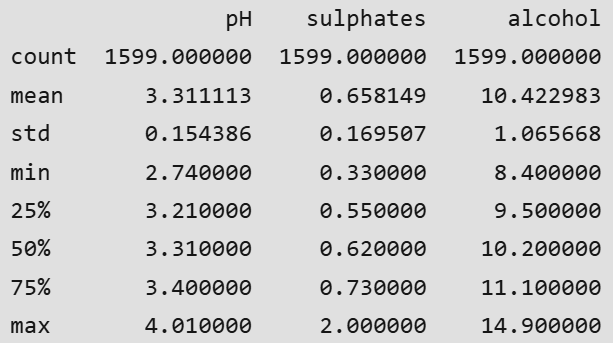 pH sulphates alcohol
count 1599.000000 1599.000000 1599.000000
mean 3.311113 0.658149 10.422983
std 0.154386 0.169507 1.065668
min 2.740000 0.330000 8.400000
25% 3.210000 0.550000 9.500000
50% 3.310000 0.620000 10.200000
75% 3.400000 0.730000 11.100000
max 4.010000 2.000000 14.900000